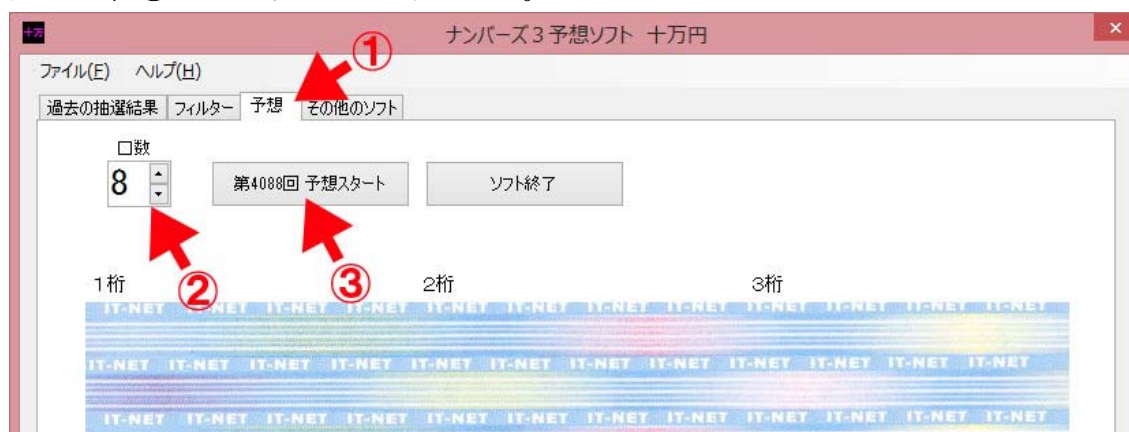 十万 ナンバーズ3予想ソフト 十万円 ×
①
ファイル(F) ヘルプ(H)
過去の抽選結果 フィルター 予想 その他のソフト
口数
8 第4088回 予想スタート ソフト終了
② ③
1桁 2桁 3桁
IT-NET IT-NET IT-NET IT-NET IT-NET IT-NET IT-NET IT-NET IT-NET IT-NET IT-NET IT-NET
IT-NET IT-NET IT-NET IT-NET IT-NET IT-NET IT-NET IT-NET IT-NET IT-NET IT-NET IT-NET
IT-NET IT-NET IT-NET IT-NET IT-NET IT-NET IT-NET IT-NET IT-NET IT-NET IT-NET IT-NET